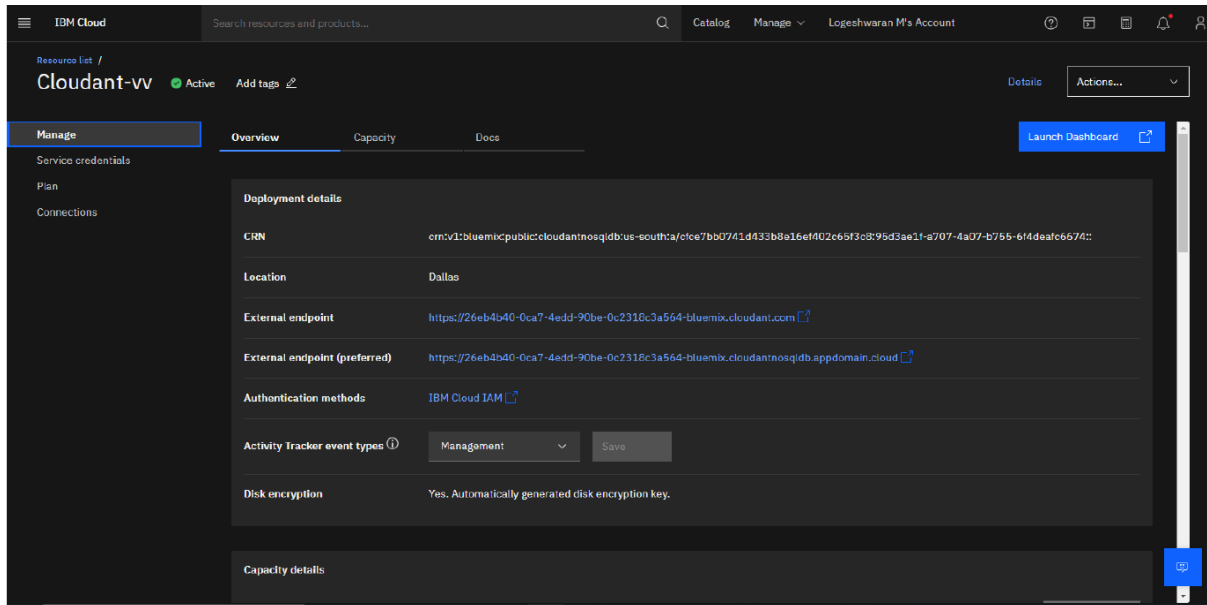 IBM Cloud
Search resources and products...
Catalog
Manage
Logeshwaran M's Account
Resource list /
Cloudant-vv
Active
Add tags
Details
Actions...
Manage
Service credentials
Plan
Connections
Overview
Capacity
Docs
Launch Dashboard
Deployment details
CRN
crn:v1:bluemix:public:cloudantnosqldb:us-south:a/cfce7bb0741d433b8e16ef402c65f3c8:95d3ae1f-a707-4a07-b755-6f4deafc6674::
Location
Dallas
External endpoint
https://26eb4b40-0ca7-4edd-90be-0c2318c3a564-bluemix.cloudant.com
External endpoint (preferred)
https://26eb4b40-0ca7-4edd-90be-0c2318c3a564-bluemix.cloudantnosqldb.appdomain.cloud
Authentication methods
IBM Cloud IAM
Activity Tracker event types
Management
Save
Disk encryption
Yes. Automatically generated disk encryption key.
Capacity details